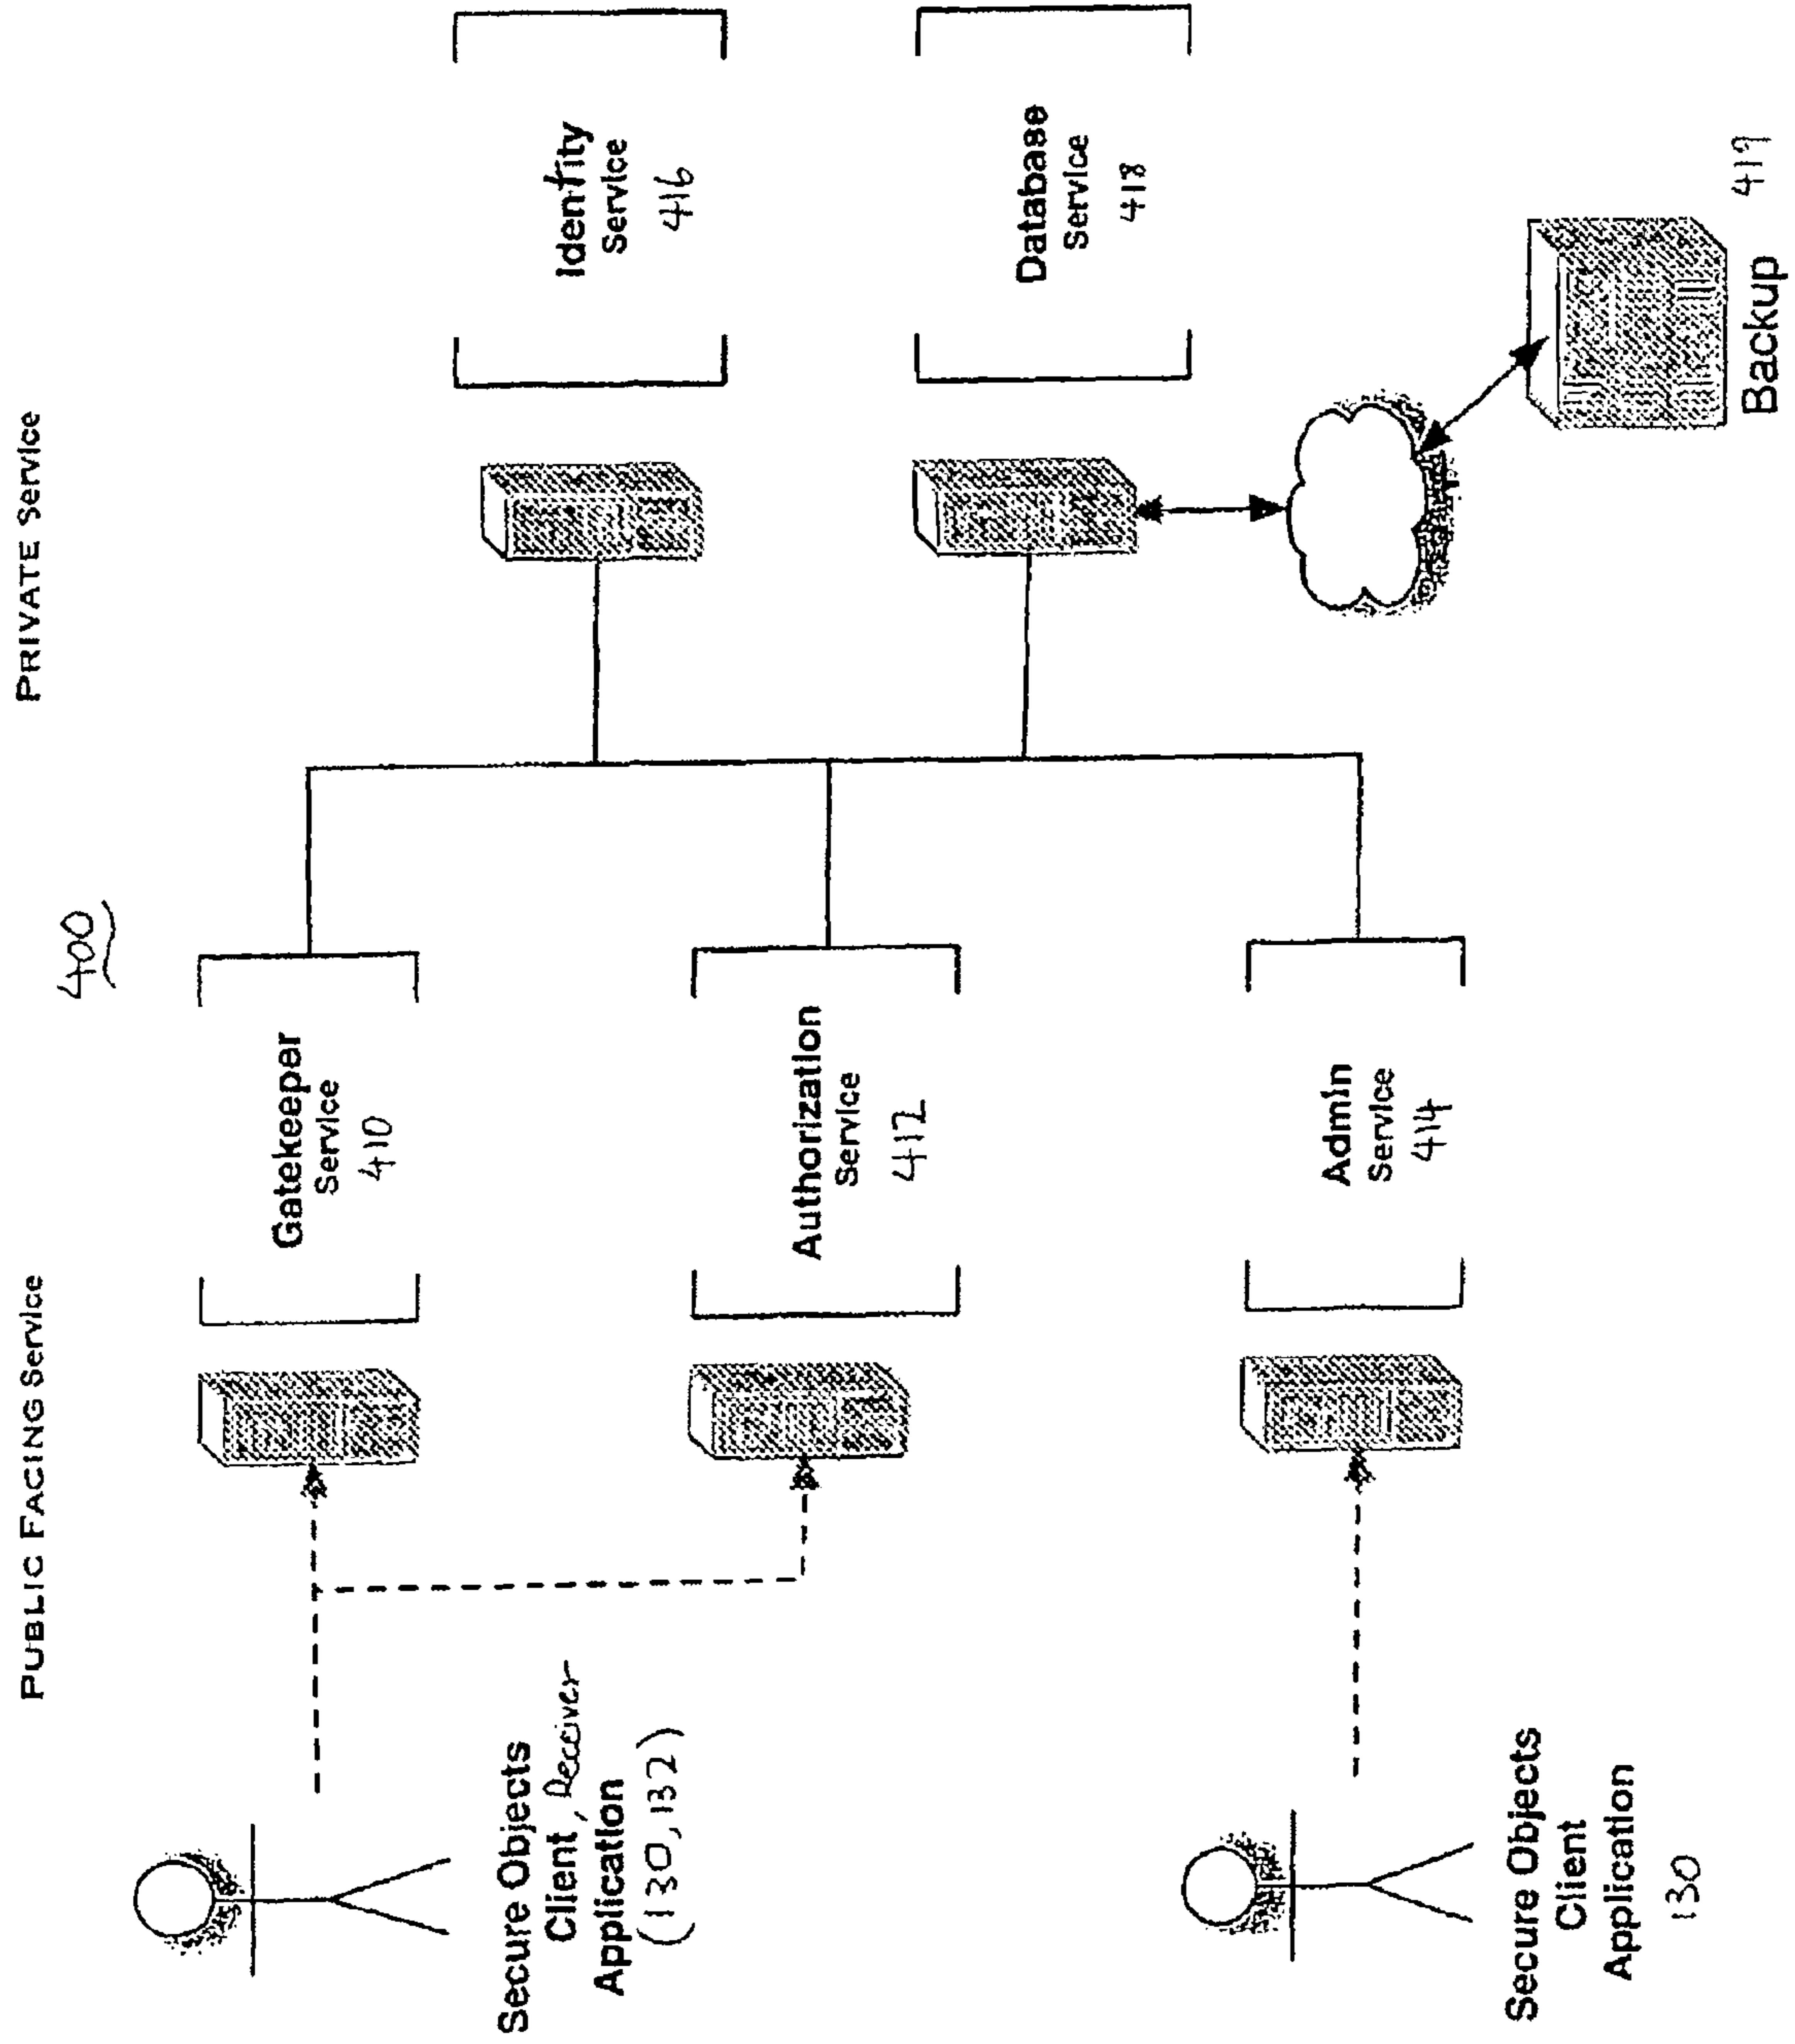 400
PUBLIC FACING Service
PRIVATE Service
Gatekeeper
Service
410
Identity
Service
416
Secure Objects
Client, Receiver
Application
(130, 132)
Authorization
Service
412
Database
Service
418
Admin
Service
414
Secure Objects
Client
Application
130
Backup
419